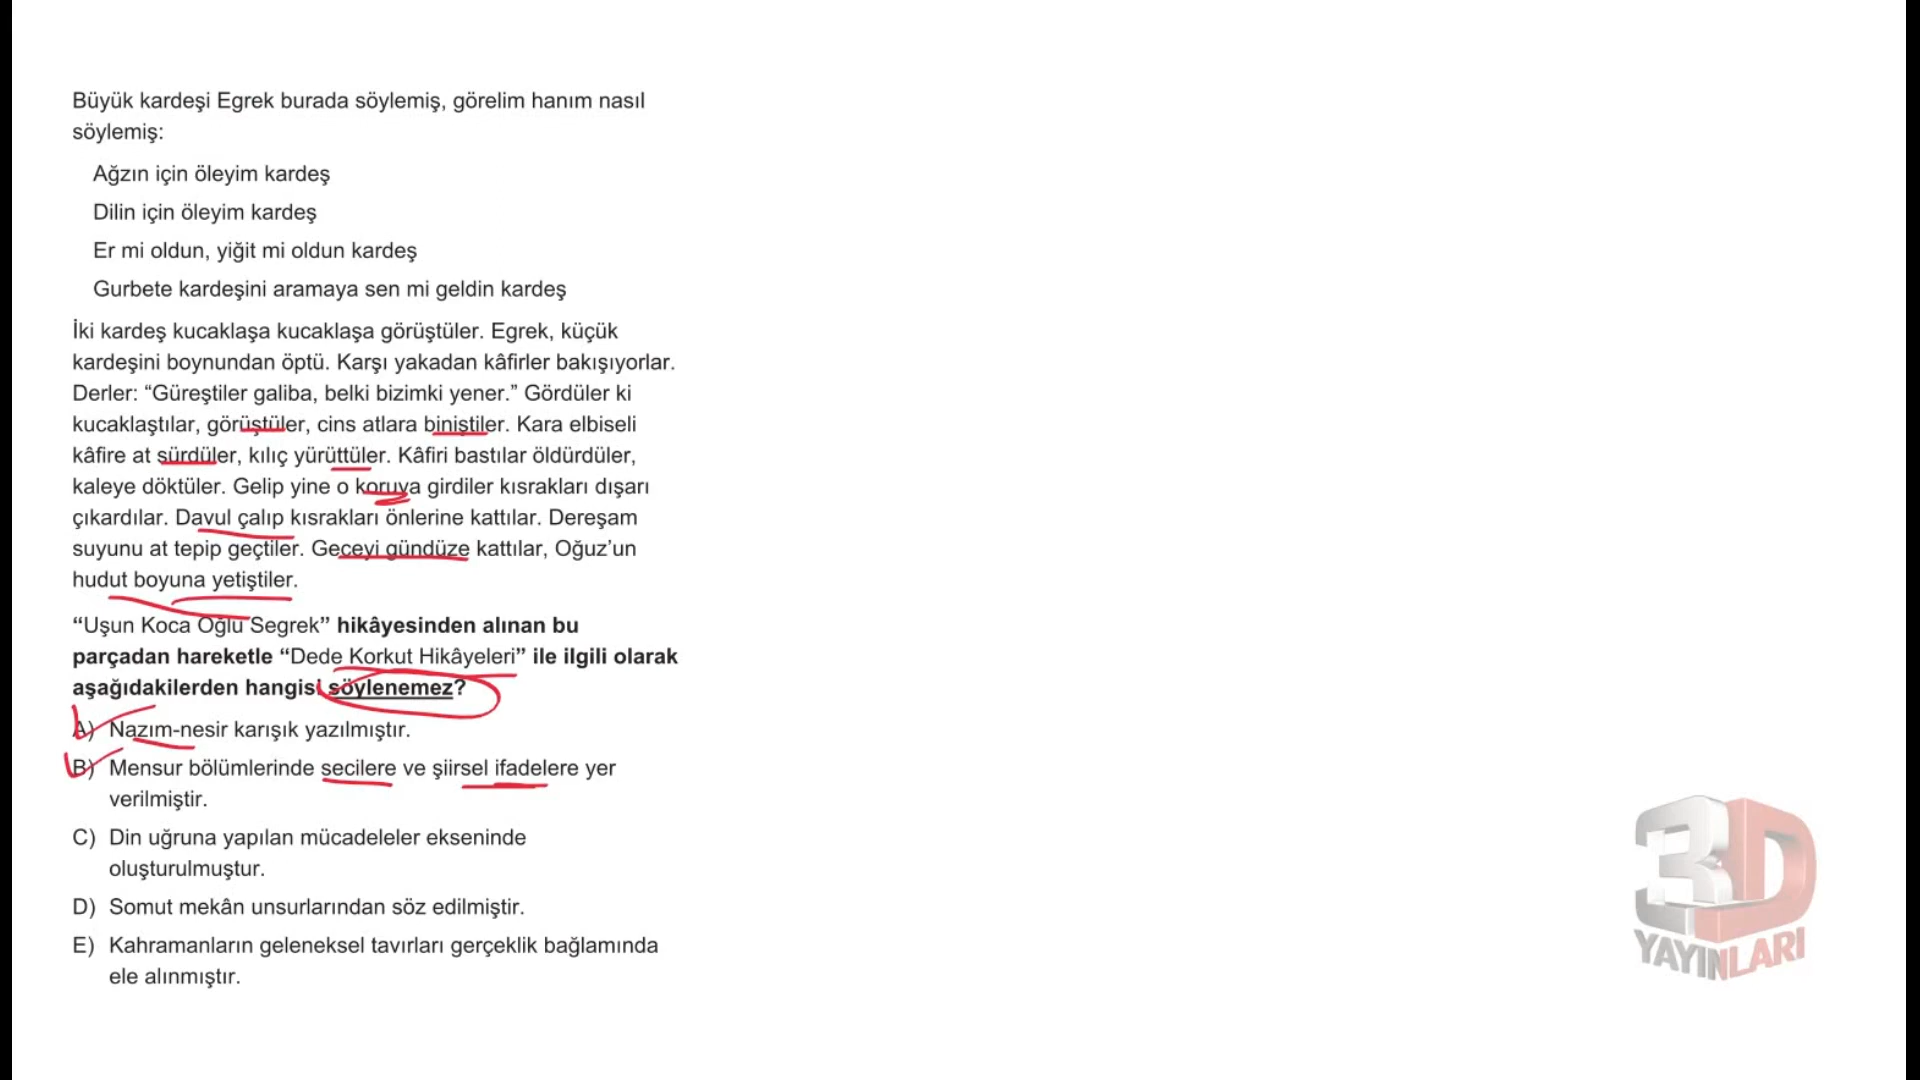 Büyük kardeşi Egrek burada söylemiş, görelim hanım nasıl
söylemiş:
Ağzın için öleyim kardeş
Dilin için öleyim kardeş
Er mi oldun, yiğit mi oldun kardeş
Gurbete kardeşini aramaya sen mi geldin kardeş
İki kardeş kucaklaşa kucaklaşa görüştüler. Egrek, küçük
kardeşini boynundan öptü. Karşı yakadan kâfirler bakışıyorlar.
Derler: “Güreştiler galiba, belki bizimki yener.” Gördüler ki
kucaklaştılar, görüştüler, cins atlara biniştiler. Kara elbiseli
kâfire at sürdüler, kılıç yürüttüler. Kâfiri bastılar öldürdüler,
kaleye döktüler. Gelip yine o koruya girdiler kısrakları dışarı
çıkardılar. Davul çalıp kısrakları önlerine kattılar. Dereşam
suyunu at tepip geçtiler. Geceyi gündüze kattılar, Oğuz’un
hudut boyuna yetiştiler.
“Uşun Koca Oğlu Segrek” hikâyesinden alınan bu
parçadan hareketle “Dede Korkut Hikâyeleri” ile ilgili olarak
aşağıdakilerden hangisi söylenemez?
A) Nazım-nesir karışık yazılmıştır.
B) Mensur bölümlerinde secilere ve şiirsel ifadelere yer
verilmiştir.
C) Din uğruna yapılan mücadeleler ekseninde
oluşturulmuştur.
D) Somut mekân unsurlarından söz edilmiştir.
E) Kahramanların geleneksel tavırları gerçeklik bağlamında
ele alınmıştır.
3D
YAYINLARI